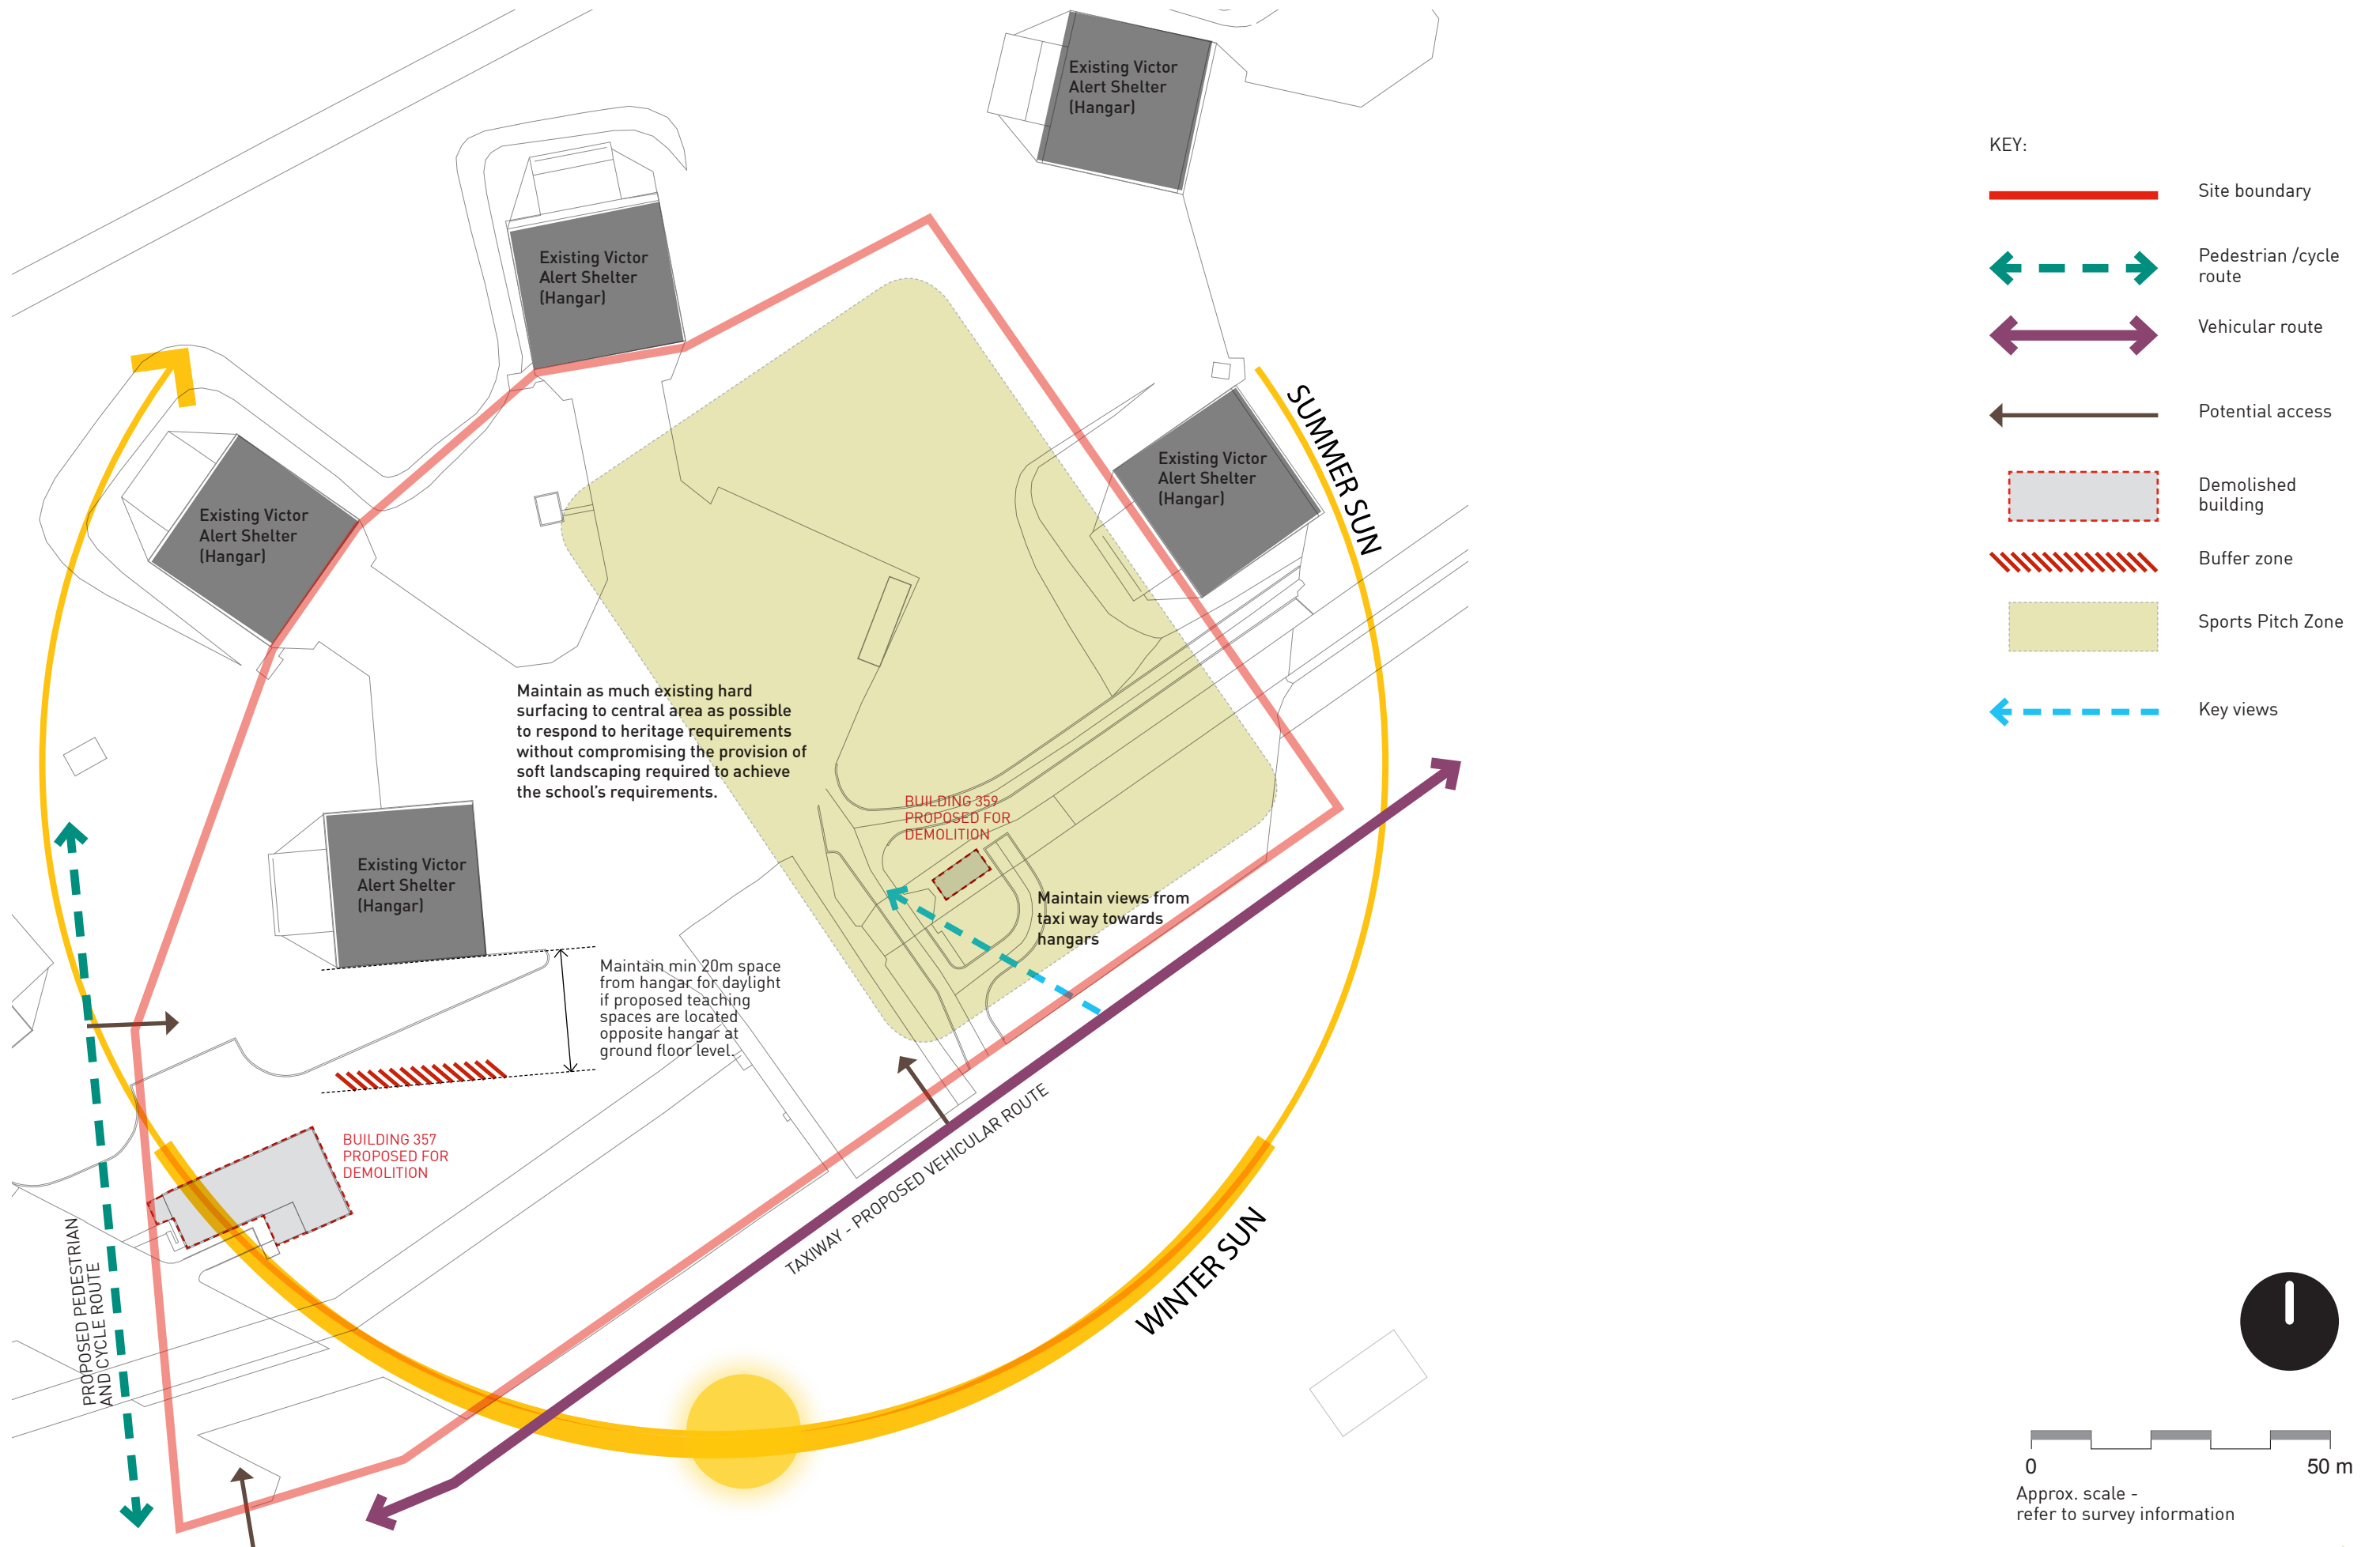 Existing Victor
Alert Shelter
(Hangar)
Existing Victor
Alert Shelter
(Hangar)
Existing Victor
Alert Shelter
(Hangar)
Existing Victor
Alert Shelter
(Hangar)
Existing Victor
Alert Shelter
(Hangar)
SUMMER SUN
Maintain as much existing hard
surfacing to central area as possible
to respond to heritage requirements
without compromising the provision of
soft landscaping required to achieve
the school's requirements.
BUILDING 359
PROPOSED FOR
DEMOLITION
Maintain views from
taxi way towards
hangars
Maintain min 20m space
from hangar for daylight
if proposed teaching
spaces are located
opposite hangar at
ground floor level.
BUILDING 357
PROPOSED FOR
DEMOLITION
TAXIWAY - PROPOSED VEHICULAR ROUTE
PROPOSED PEDESTRIAN
AND CYCLE ROUTE
WINTER SUN
KEY:
Site boundary
Pedestrian /cycle
route
Vehicular route
Potential access
Demolished
building
Buffer zone
Sports Pitch Zone
Key views
0
50 m
Approx. scale -
refer to survey information